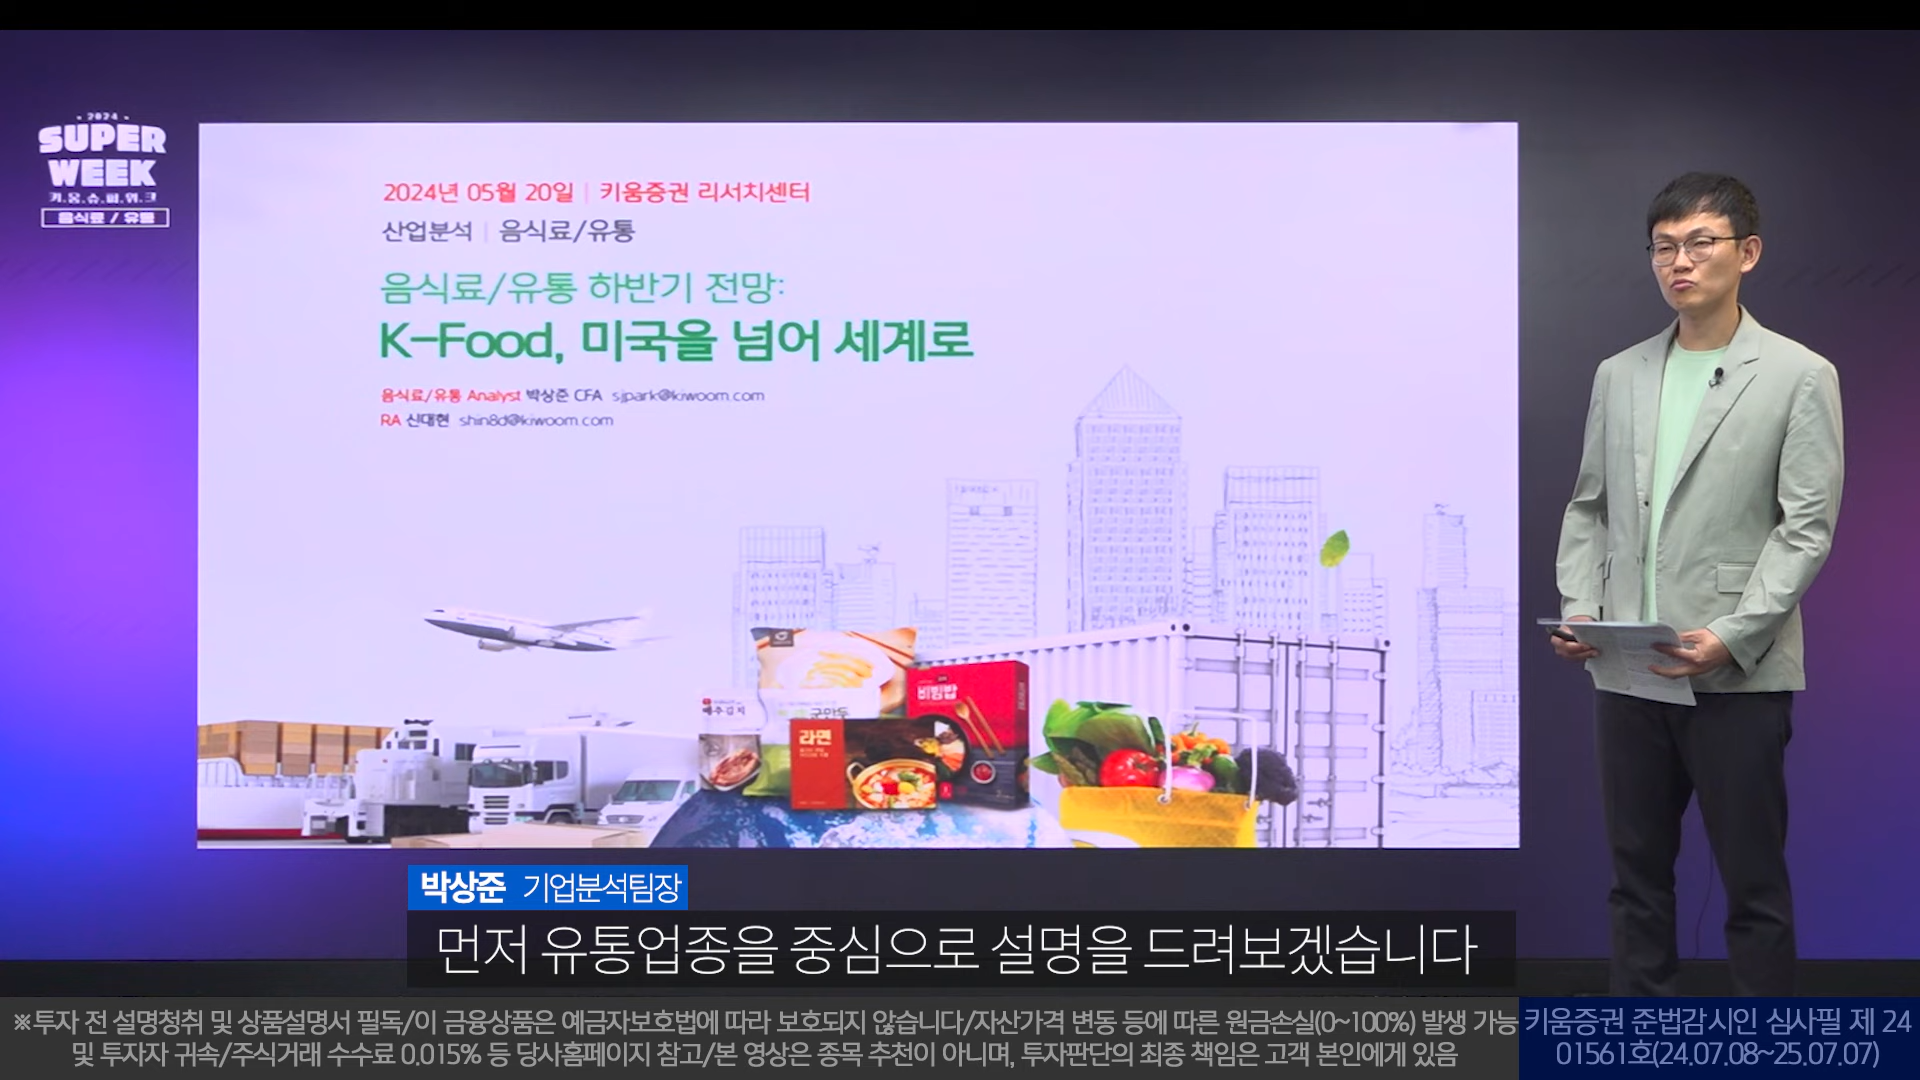 - 2024 -
SUPER
WEEK
키.움.슈.퍼.위.크
음식료 / 유통
2024년 05월 20일 | 키움증권 리서치센터
산업분석 | 음식료/유통
음식료/유통 하반기 전망:
K-Food, 미국을 넘어 세계로
음식료/유통 Analyst 박상준 CFA sjpark@kiwoom.com
RA 신대현 shin8d@kiwoom.com
비빔밥
배추김치
군만두
라면
박상준 기업분석팀장
먼저 유통업종을 중심으로 설명을 드려보겠습니다
※투자 전 설명청취 및 상품설명서 필독/이 금융상품은 예금자보호법에 따라 보호되지 않습니다/자산가격 변동 등에 따른 원금손실(0~100%) 발생 가능
및 투자자 귀속/주식거래 수수료 0.015% 등 당사홈페이지 참고/본 영상은 종목 추천이 아니며, 투자판단의 최종 책임은 고객 본인에게 있음
키움증권 준법감시인 심사필 제 24
01561호(24.07.08~25.07.07)